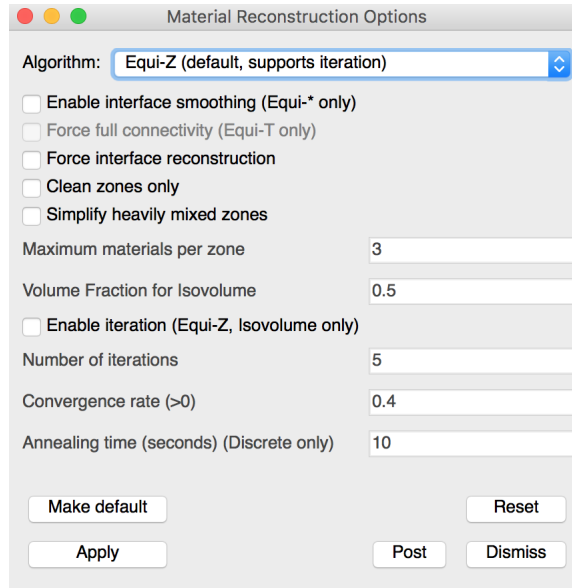 Material Reconstruction Options
Algorithm: Equi-Z (default, supports iteration)
Enable interface smoothing (Equi-* only)
Force full connectivity (Equi-T only)
Force interface reconstruction
Clean zones only
Simplify heavily mixed zones
Maximum materials per zone 3
Volume Fraction for Isovolume 0.5
Enable iteration (Equi-Z, Isovolume only)
Number of iterations 5
Convergence rate (>0) 0.4
Annealing time (seconds) (Discrete only) 10
Make default Reset
Apply Post Dismiss